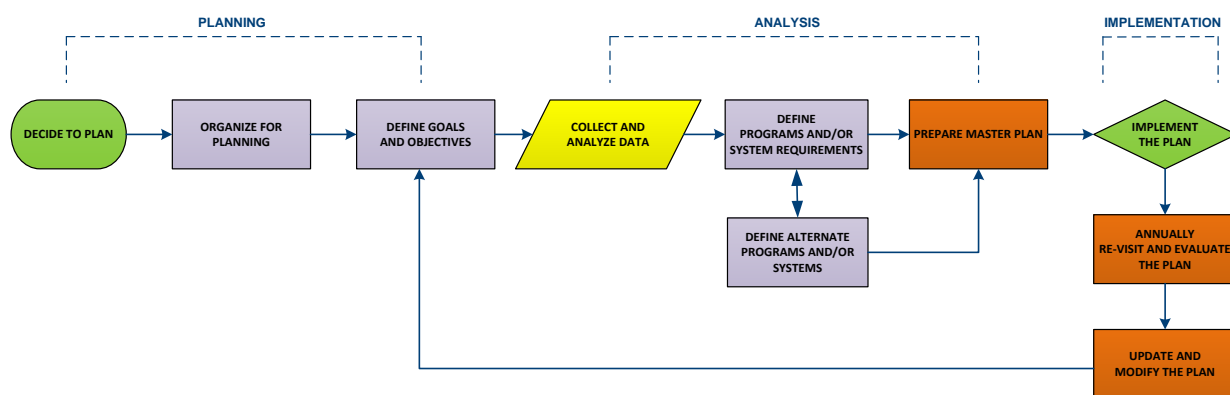 PLANNING
ANALYSIS
IMPLEMENTATION
DECIDE TO PLAN
ORGANIZE FOR
PLANNING
DEFINE GOALS
AND OBJECTIVES
COLLECT AND
ANALYZE DATA
DEFINE
PROGRAMS AND/OR
SYSTEM REQUIREMENTS
PREPARE MASTER PLAN
IMPLEMENT
THE PLAN
DEFINE ALTERNATE
PROGRAMS AND/OR
SYSTEMS
ANNUALLY
RE-VISIT AND EVALUATE
THE PLAN
UPDATE AND
MODIFY THE PLAN